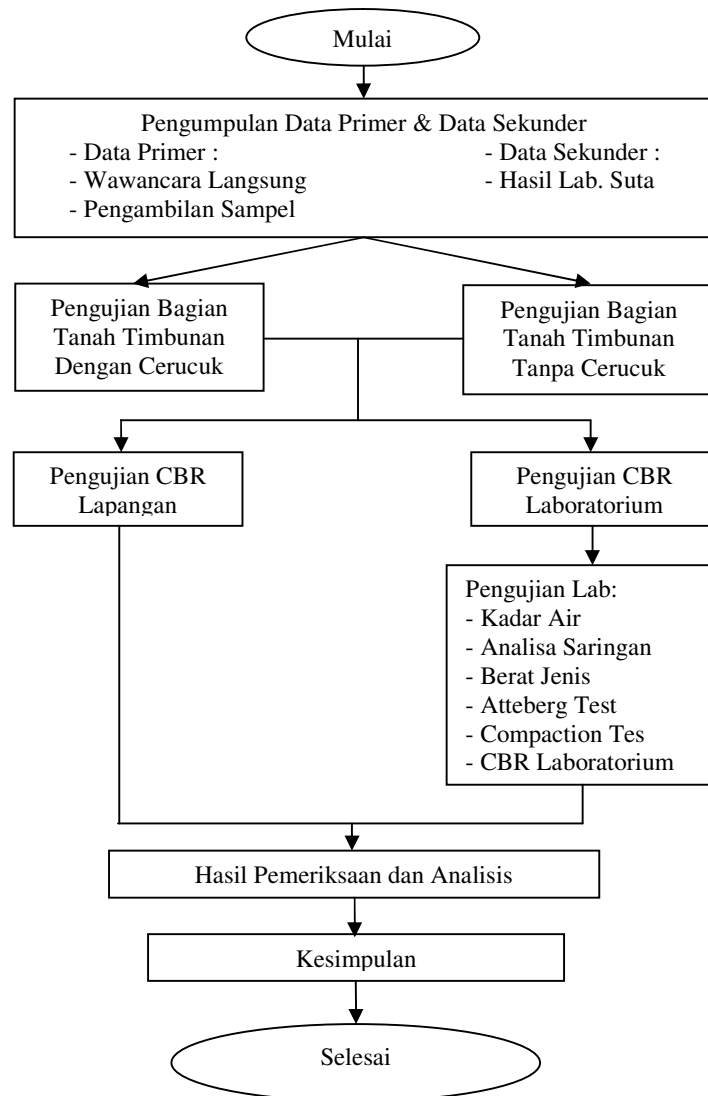 Mulai
Pengumpulan Data Primer & Data Sekunder
- Data Primer :
- Wawancara Langsung
- Pengambilan Sampel
- Data Sekunder :
- Hasil Lab. Suta
Pengujian Bagian
Tanah Timbunan
Dengan Cerucuk
Pengujian Bagian
Tanah Timbunan
Tanpa Cerucuk
Pengujian CBR
Lapangan
Pengujian CBR
Laboratorium
Pengujian Lab:
- Kadar Air
- Analisa Saringan
- Berat Jenis
- Atteberg Test
- Compaction Tes
- CBR Laboratorium
Hasil Pemeriksaan dan Analisis
Kesimpulan
Selesai